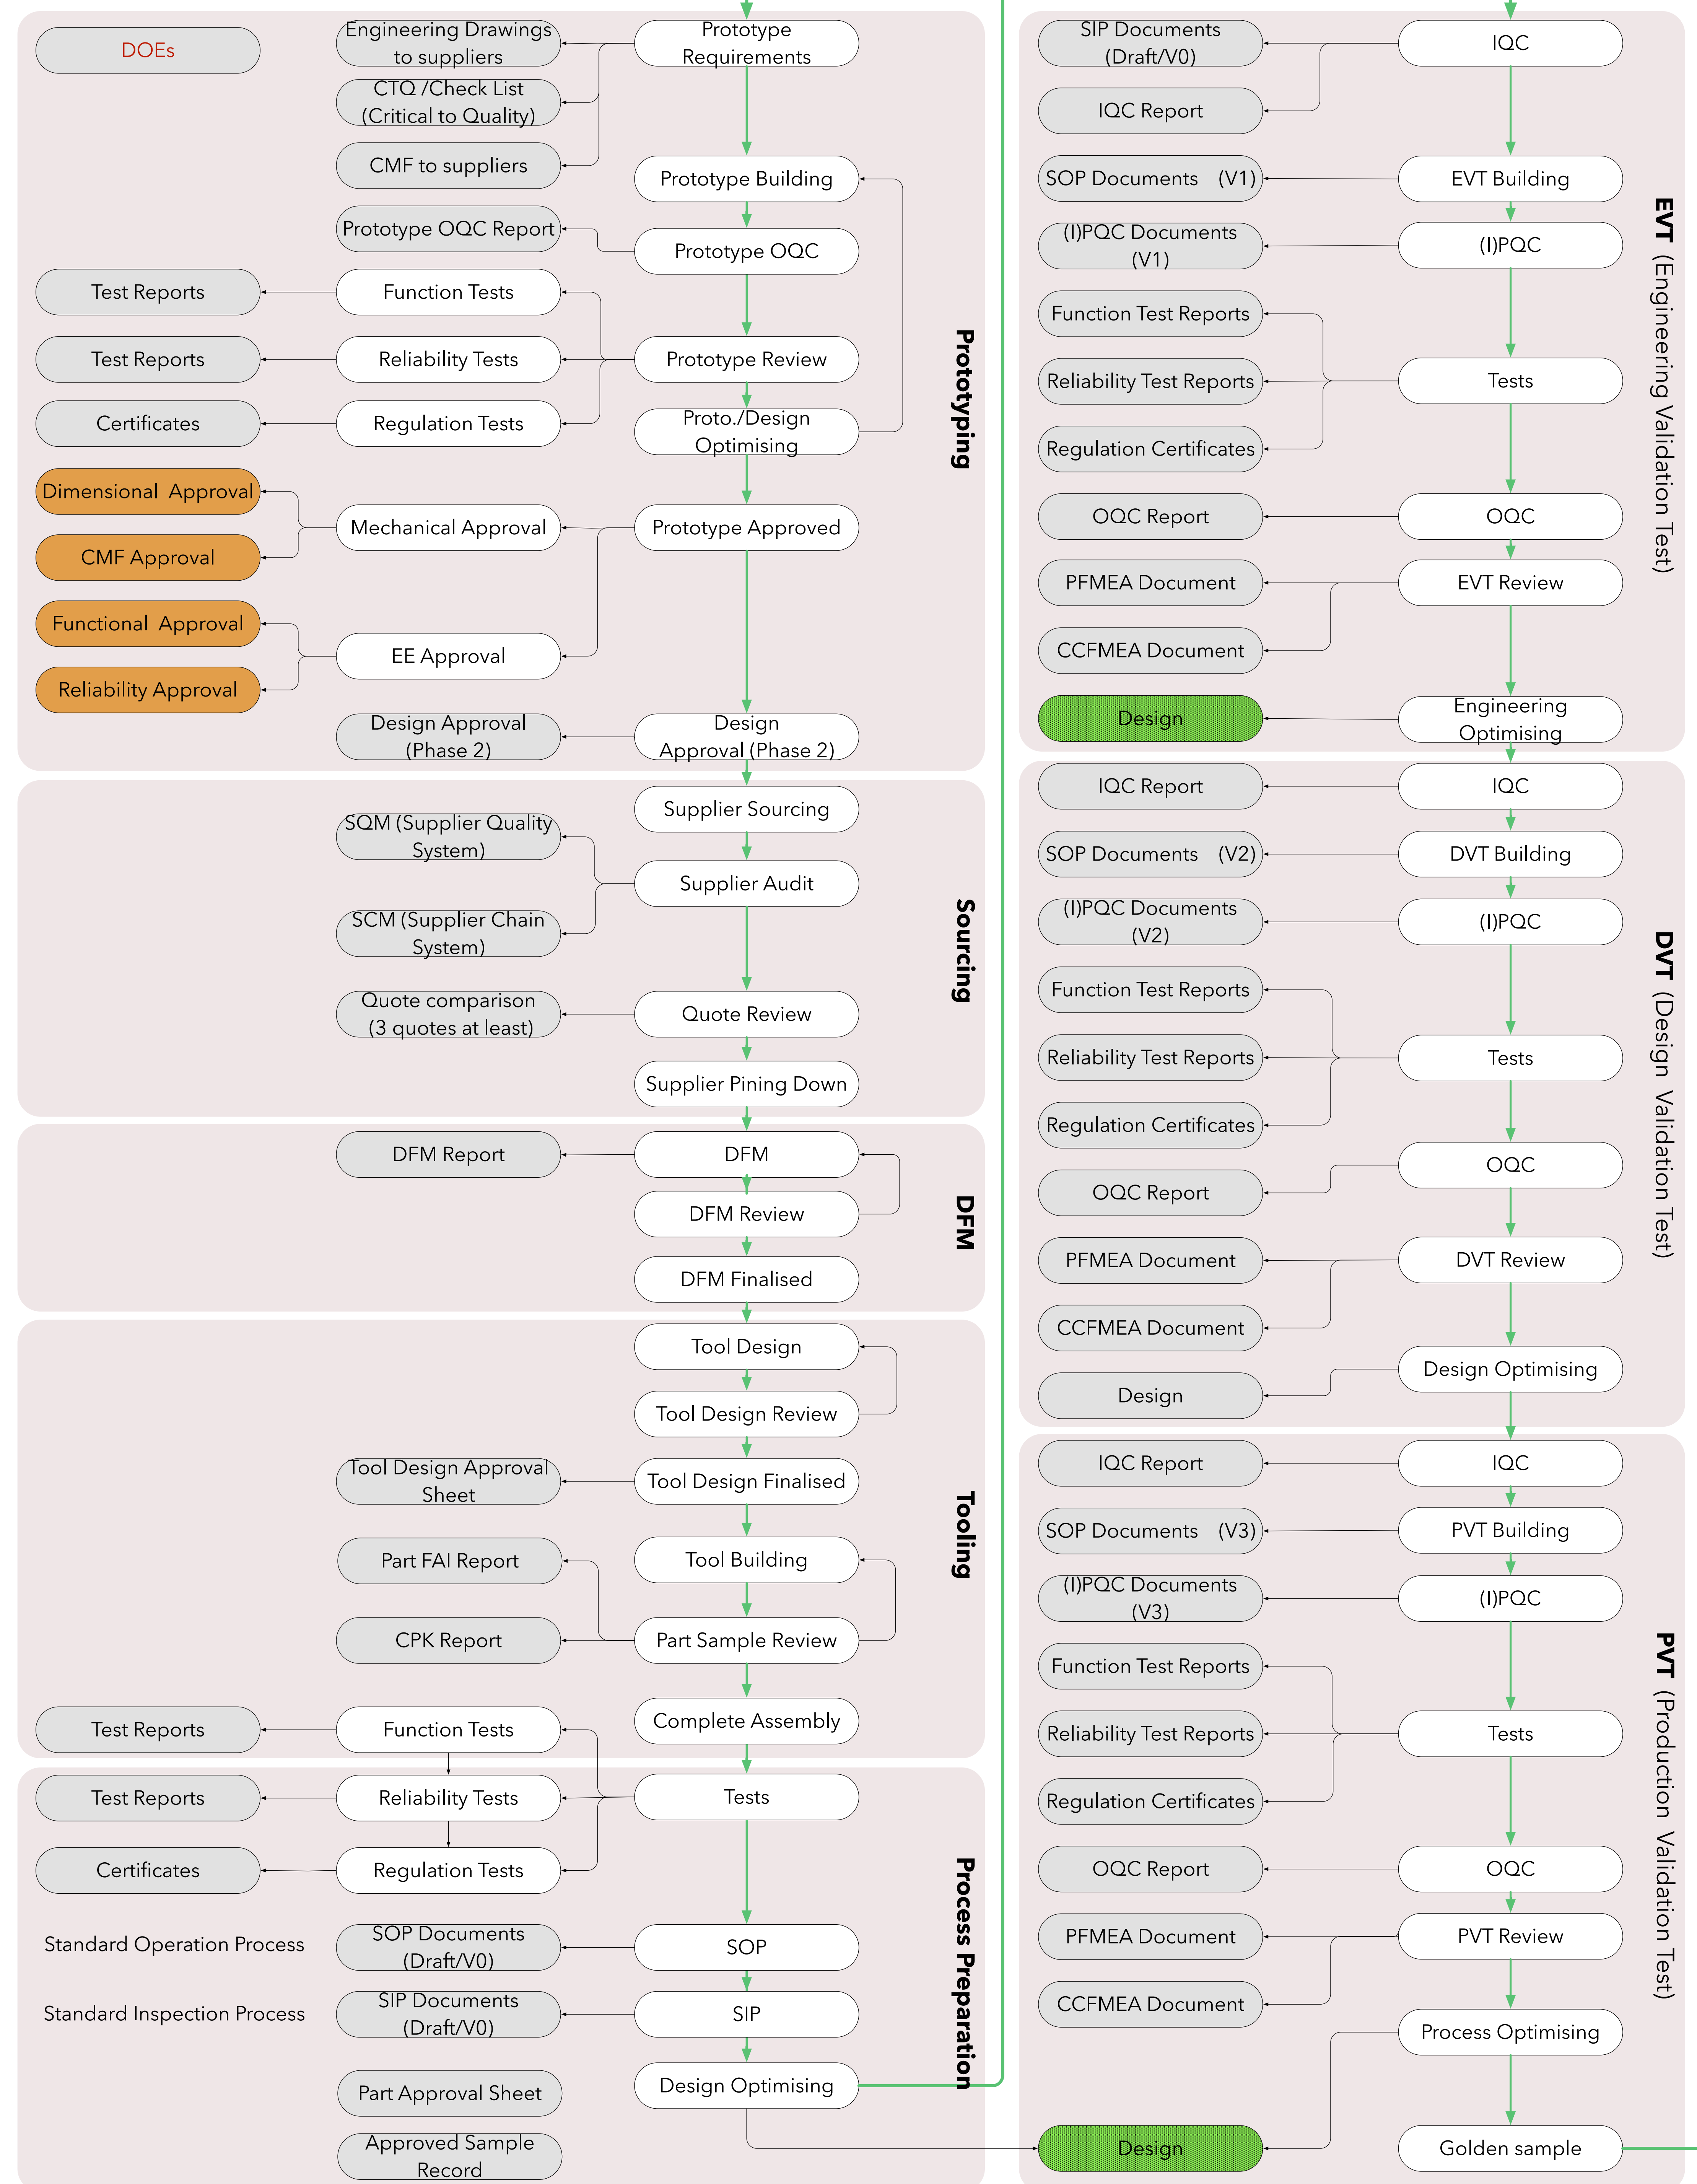 DOEs
Engineering Drawings
to suppliers
Prototype
Requirements
CTQ /Check List
(Critical to Quality)
CMF to suppliers
Prototype Building
Prototype OQC Report
Prototype OQC
Test Reports
Function Tests
Test Reports
Reliability Tests
Prototype Review
Certificates
Regulation Tests
Proto./Design
Optimising
Dimensional Approval
Mechanical Approval
Prototype Approved
CMF Approval
Functional Approval
EE Approval
Reliability Approval
Design Approval
(Phase 2)
Design
Approval (Phase 2)
Prototyping
Supplier Sourcing
SQM (Supplier Quality
System)
Supplier Audit
SCM (Supplier Chain
System)
Quote comparison
(3 quotes at least)
Quote Review
Supplier Pining Down
Sourcing
DFM Report
DFM
DFM Review
DFM Finalised
DFM
Tool Design
Tool Design Review
Tool Design Approval
Sheet
Tool Design Finalised
Part FAI Report
Tool Building
CPK Report
Part Sample Review
Complete Assembly
Tooling
Test Reports
Function Tests
Test Reports
Reliability Tests
Tests
Certificates
Regulation Tests
Standard Operation Process
SOP Documents
(Draft/V0)
SOP
Standard Inspection Process
SIP Documents
(Draft/V0)
SIP
Part Approval Sheet
Design Optimising
Approved Sample
Record
Process Preparation
SIP Documents
(Draft/V0)
IQC
IQC Report
SOP Documents (V1)
EVT Building
(I)PQC Documents
(V1)
(I)PQC
Function Test Reports
Reliability Test Reports
Tests
Regulation Certificates
OQC Report
OQC
PFMEA Document
EVT Review
CCFMEA Document
Design
Engineering
Optimising
EVT (Engineering Validation Test)
IQC Report
IQC
SOP Documents (V2)
DVT Building
(I)PQC Documents
(V2)
(I)PQC
Function Test Reports
Reliability Test Reports
Tests
Regulation Certificates
OQC Report
OQC
PFMEA Document
DVT Review
CCFMEA Document
Design
Design Optimising
DVT (Design Validation Test)
IQC Report
IQC
SOP Documents (V3)
PVT Building
(I)PQC Documents
(V3)
(I)PQC
Function Test Reports
Reliability Test Reports
Tests
Regulation Certificates
OQC Report
OQC
PFMEA Document
PVT Review
CCFMEA Document
Process Optimising
Design
Golden sample
PVT (Production Validation Test)